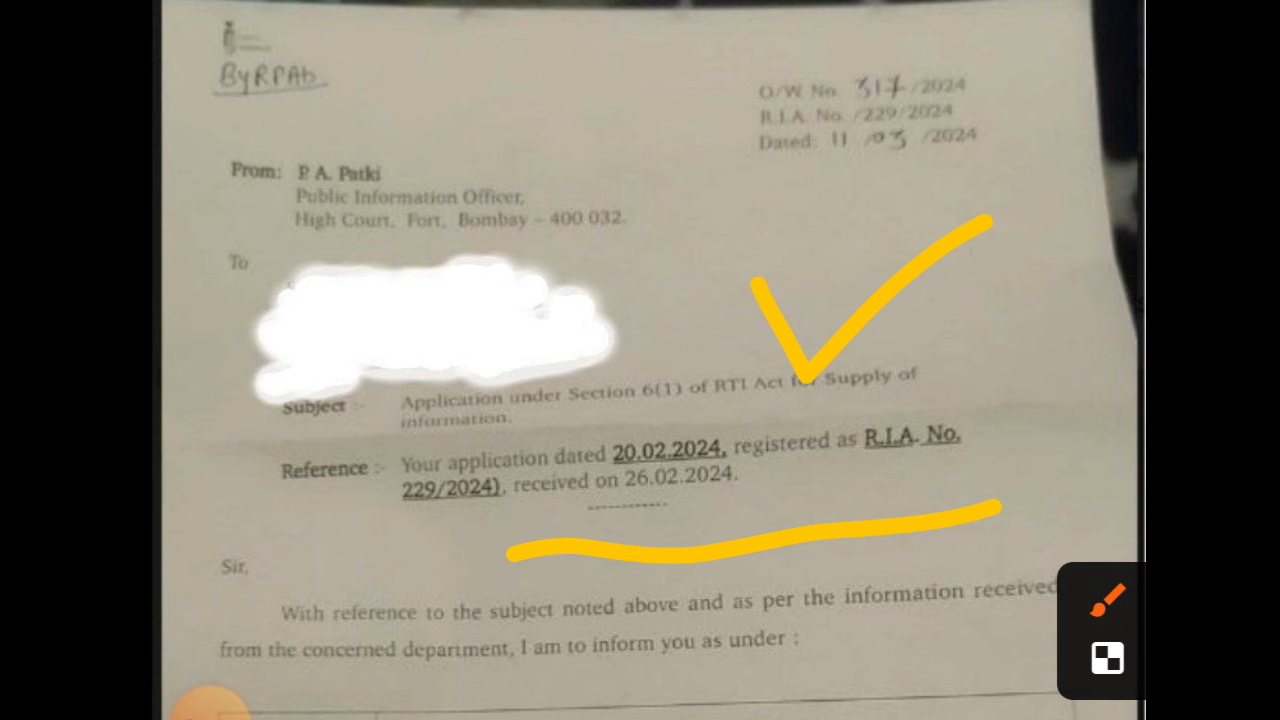 By RPAD
O/W No. 317/2024
R.I.A. No. /229/2024
Dated: 11 /03 /2024
From: P. A. Patki
Public Information Officer,
High Court, Fort, Bombay – 400 032.
To
Subject :-  Application under Section 6(1) of RTI Act for Supply of
information.
Reference :-  Your application dated 20.02.2024, registered as R.I.A. No.
229/2024), received on 26.02.2024.
------------
Sir,
With reference to the subject noted above and as per the information received
from the concerned department, I am to inform you as under :